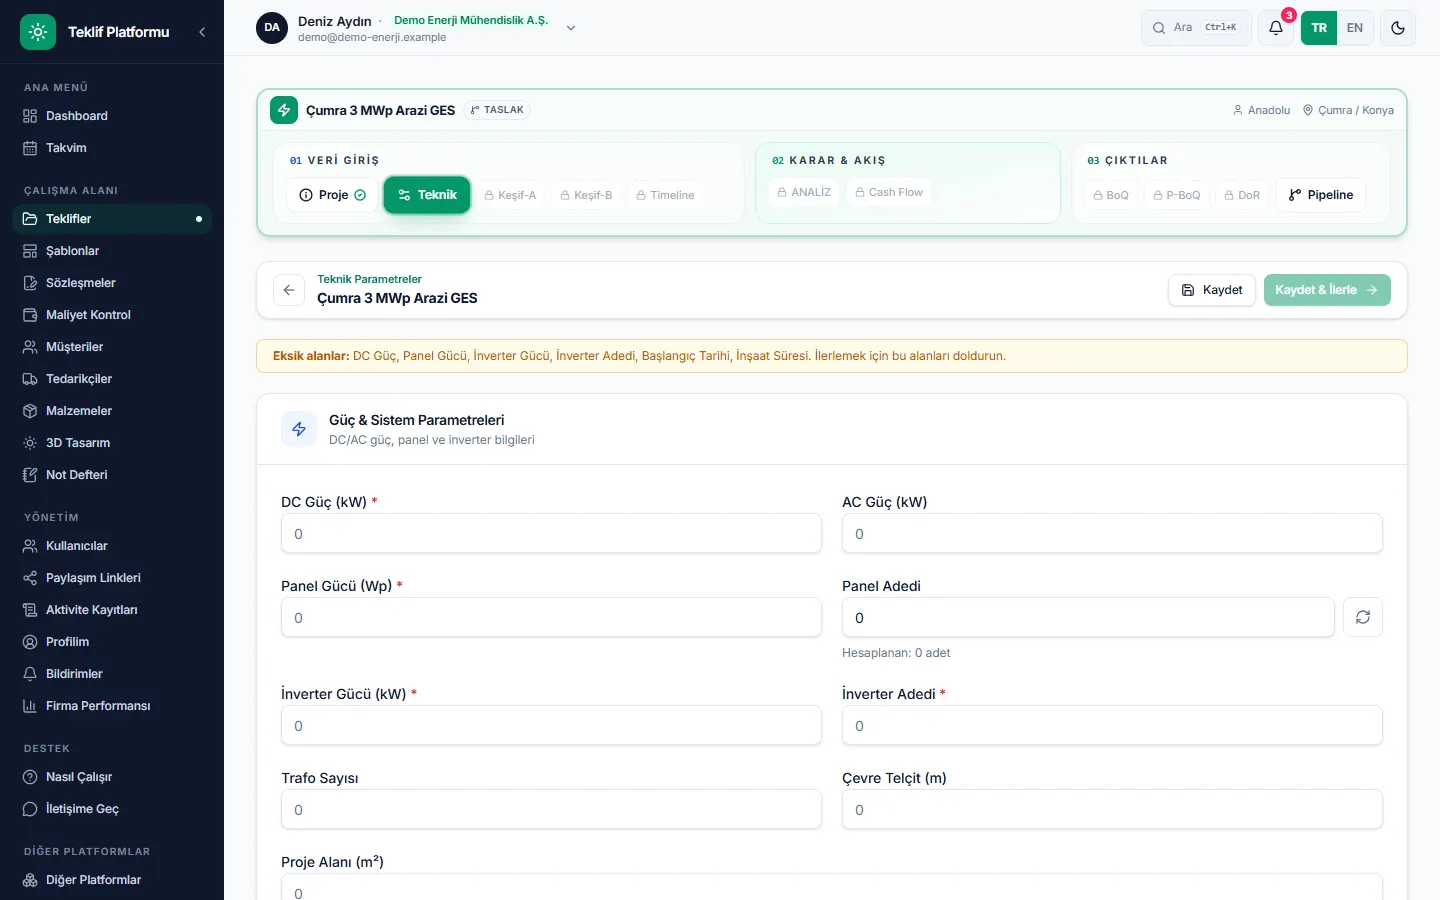 Teklif Platformu
ANA MENÜ
Dashboard
Takvim
ÇALIŞMA ALANI
Teklifler
Şablonlar
Sözleşmeler
Maliyet Kontrol
Müşteriler
Tedarikçiler
Malzemeler
3D Tasarım
Not Defteri
YÖNETİM
Kullanıcılar
Paylaşım Linkleri
Aktivite Kayıtları
Profilim
Bildirimler
Firma Performansı
DESTEK
Nasıl Çalışır
İletişime Geç
DİĞER PLATFORMLAR
Diğer Platformlar
DA
Deniz Aydın · Demo Enerji Mühendislik A.Ş.
demo@demo-enerji.example
Ara Ctrl+K
3
TR EN
Çumra 3 MWp Arazi GES TASLAK
Anadolu Çumra / Konya
01 VERİ GİRİŞ
Proje Teknik Keşif-A Keşif-B Timeline
02 KARAR & AKIŞ
ANALİZ Cash Flow
03 ÇIKTILAR
BoQ P-BoQ DoR Pipeline
Teknik Parametreler
Çumra 3 MWp Arazi GES
Kaydet Kaydet & İlerle
Eksik alanlar: DC Güç, Panel Gücü, İnverter Gücü, İnverter Adedi, Başlangıç Tarihi, İnşaat Süresi. İlerlemek için bu alanları doldurun.
Güç & Sistem Parametreleri
DC/AC güç, panel ve inverter bilgileri
DC Güç (kW) * AC Güç (kW)
0 0
Panel Gücü (Wp) * Panel Adedi
0 0
Hesaplanan: 0 adet
İnverter Gücü (kW) * İnverter Adedi *
0 0
Trafo Sayısı Çevre Telçit (m)
0 0
Proje Alanı (m²)
0